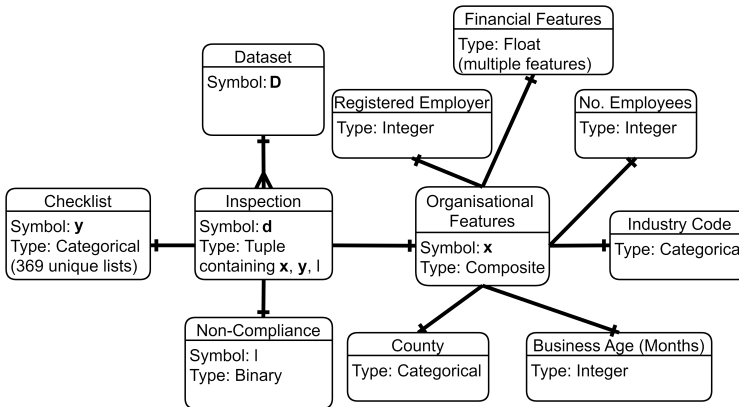 Financial Features
Type: Float
(multiple features)
Dataset
Symbol: D
Registered Employer
Type: Integer
No. Employees
Type: Integer
Checklist
Symbol: y
Type: Categorical
(369 unique lists)
Inspection
Symbol: d
Type: Tuple
containing x, y, l
Organisational
Features
Symbol: x
Type: Composite
Industry Code
Type: Categorica
Non-Compliance
Symbol: l
Type: Binary
County
Type: Categorical
Business Age (Months)
Type: Integer